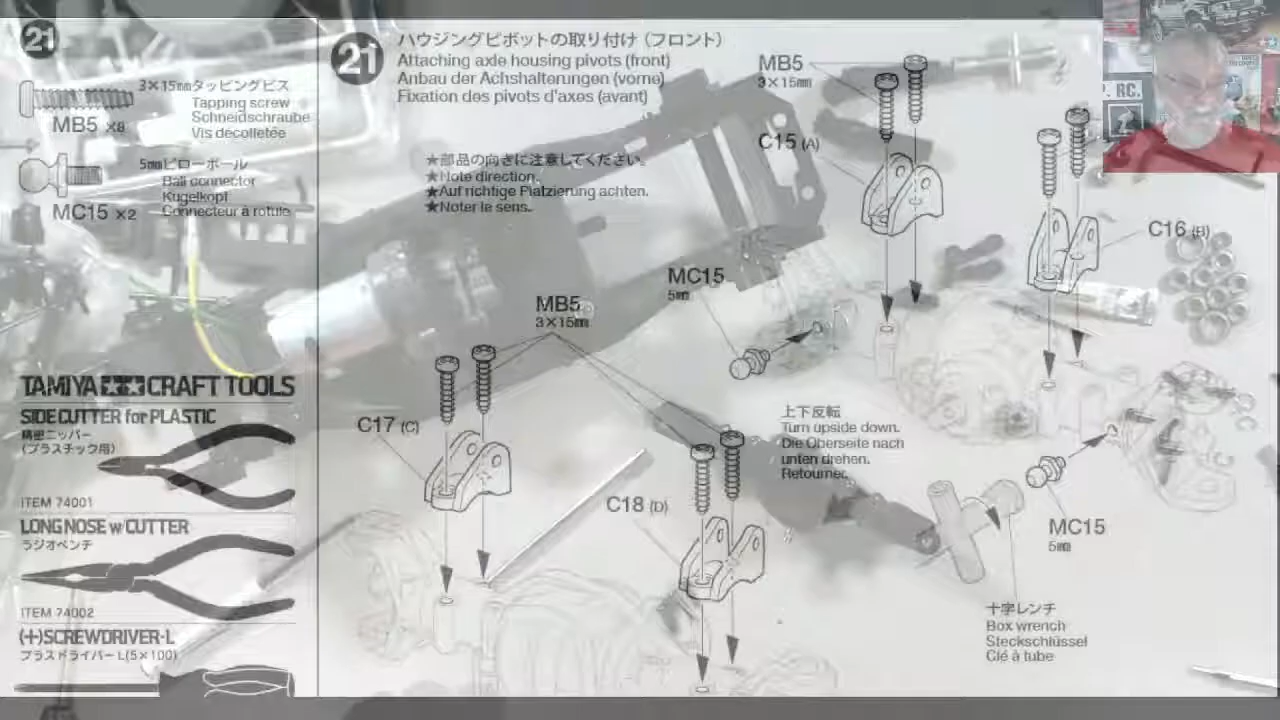 21
3×15㎜タッピングビス
Tapping screw
Schneidschraube
Vis décolletée
MB5 ×8
5㎜ピローボール
Ball connector
Kugelkopf
Connecteur à rotule
MC15 ×2
TAMIYA CRAFT TOOLS
SIDE CUTTER for PLASTIC
精密ニッパー
(プラスチック用)
ITEM 74001
LONG NOSE w/CUTTER
ラジオペンチ
ITEM 74002
(+)SCREWDRIVER-L
プラスドライバーL(5×100)
21
ハウジングピボットの取り付け (フロント)
Attaching axle housing pivots (front)
Anbau der Achshalterungen (vorne)
Fixation des pivots d'axes (avant)
★部品の向きに注意してください。
★Note direction.
★Auf richtige Platzierung achten.
★Noter le sens.
MB5
3×15㎜
C15 (A)
C16 (B)
MC15
5㎜
MB5
3×15㎜
C17 (C)
C18 (D)
上下反転
Turn upside down.
Die Oberseite nach
unten drehen.
Retourner.
MC15
5㎜
十字レンチ
Box wrench
Steckschlüssel
Clé à tube
RC.